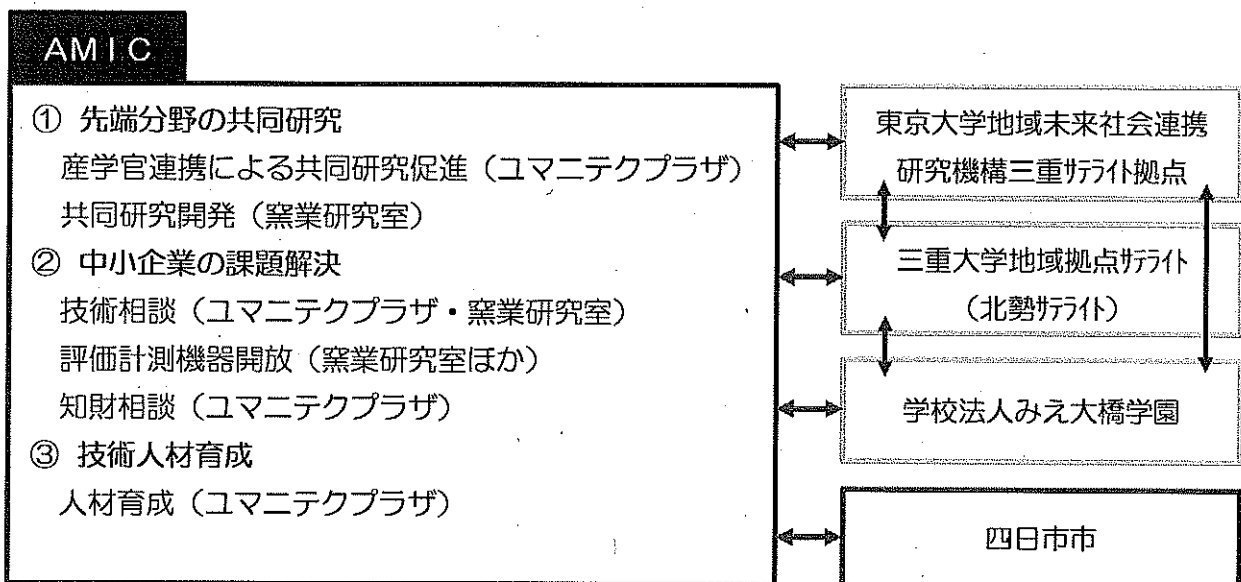 AMIC
① 先端分野の共同研究
産学官連携による共同研究促進（ユマニテクプラザ）
共同研究開発（窯業研究室）
② 中小企業の課題解決
技術相談（ユマニテクプラザ・窯業研究室）
評価計測機器開放（窯業研究室ほか）
知財相談（ユマニテクプラザ）
③ 技術人材育成
人材育成（ユマニテクプラザ）
東京大学地域未来社会連携
研究機構三重ｻﾃﾗｲﾄ拠点
三重大学地域拠点ｻﾃﾗｲﾄ
（北勢ｻﾃﾗｲﾄ）
学校法人みえ大橋学園
四日市市